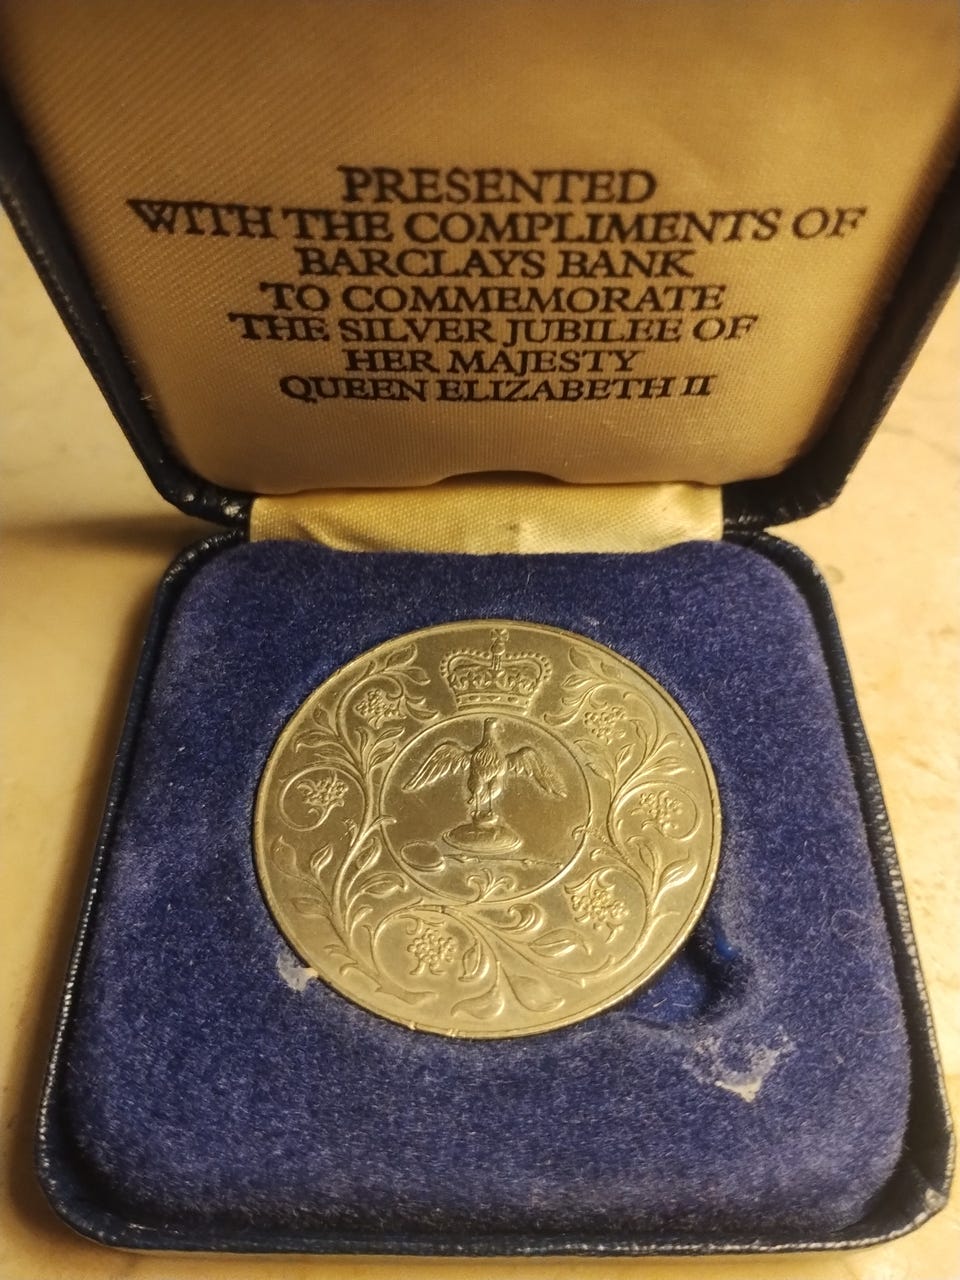 PRESENTED
WITH THE COMPLIMENTS OF
BARCLAYS BANK
TO COMMEMORATE
THE SILVER JUBILEE OF
HER MAJESTY
QUEEN ELIZABETH II